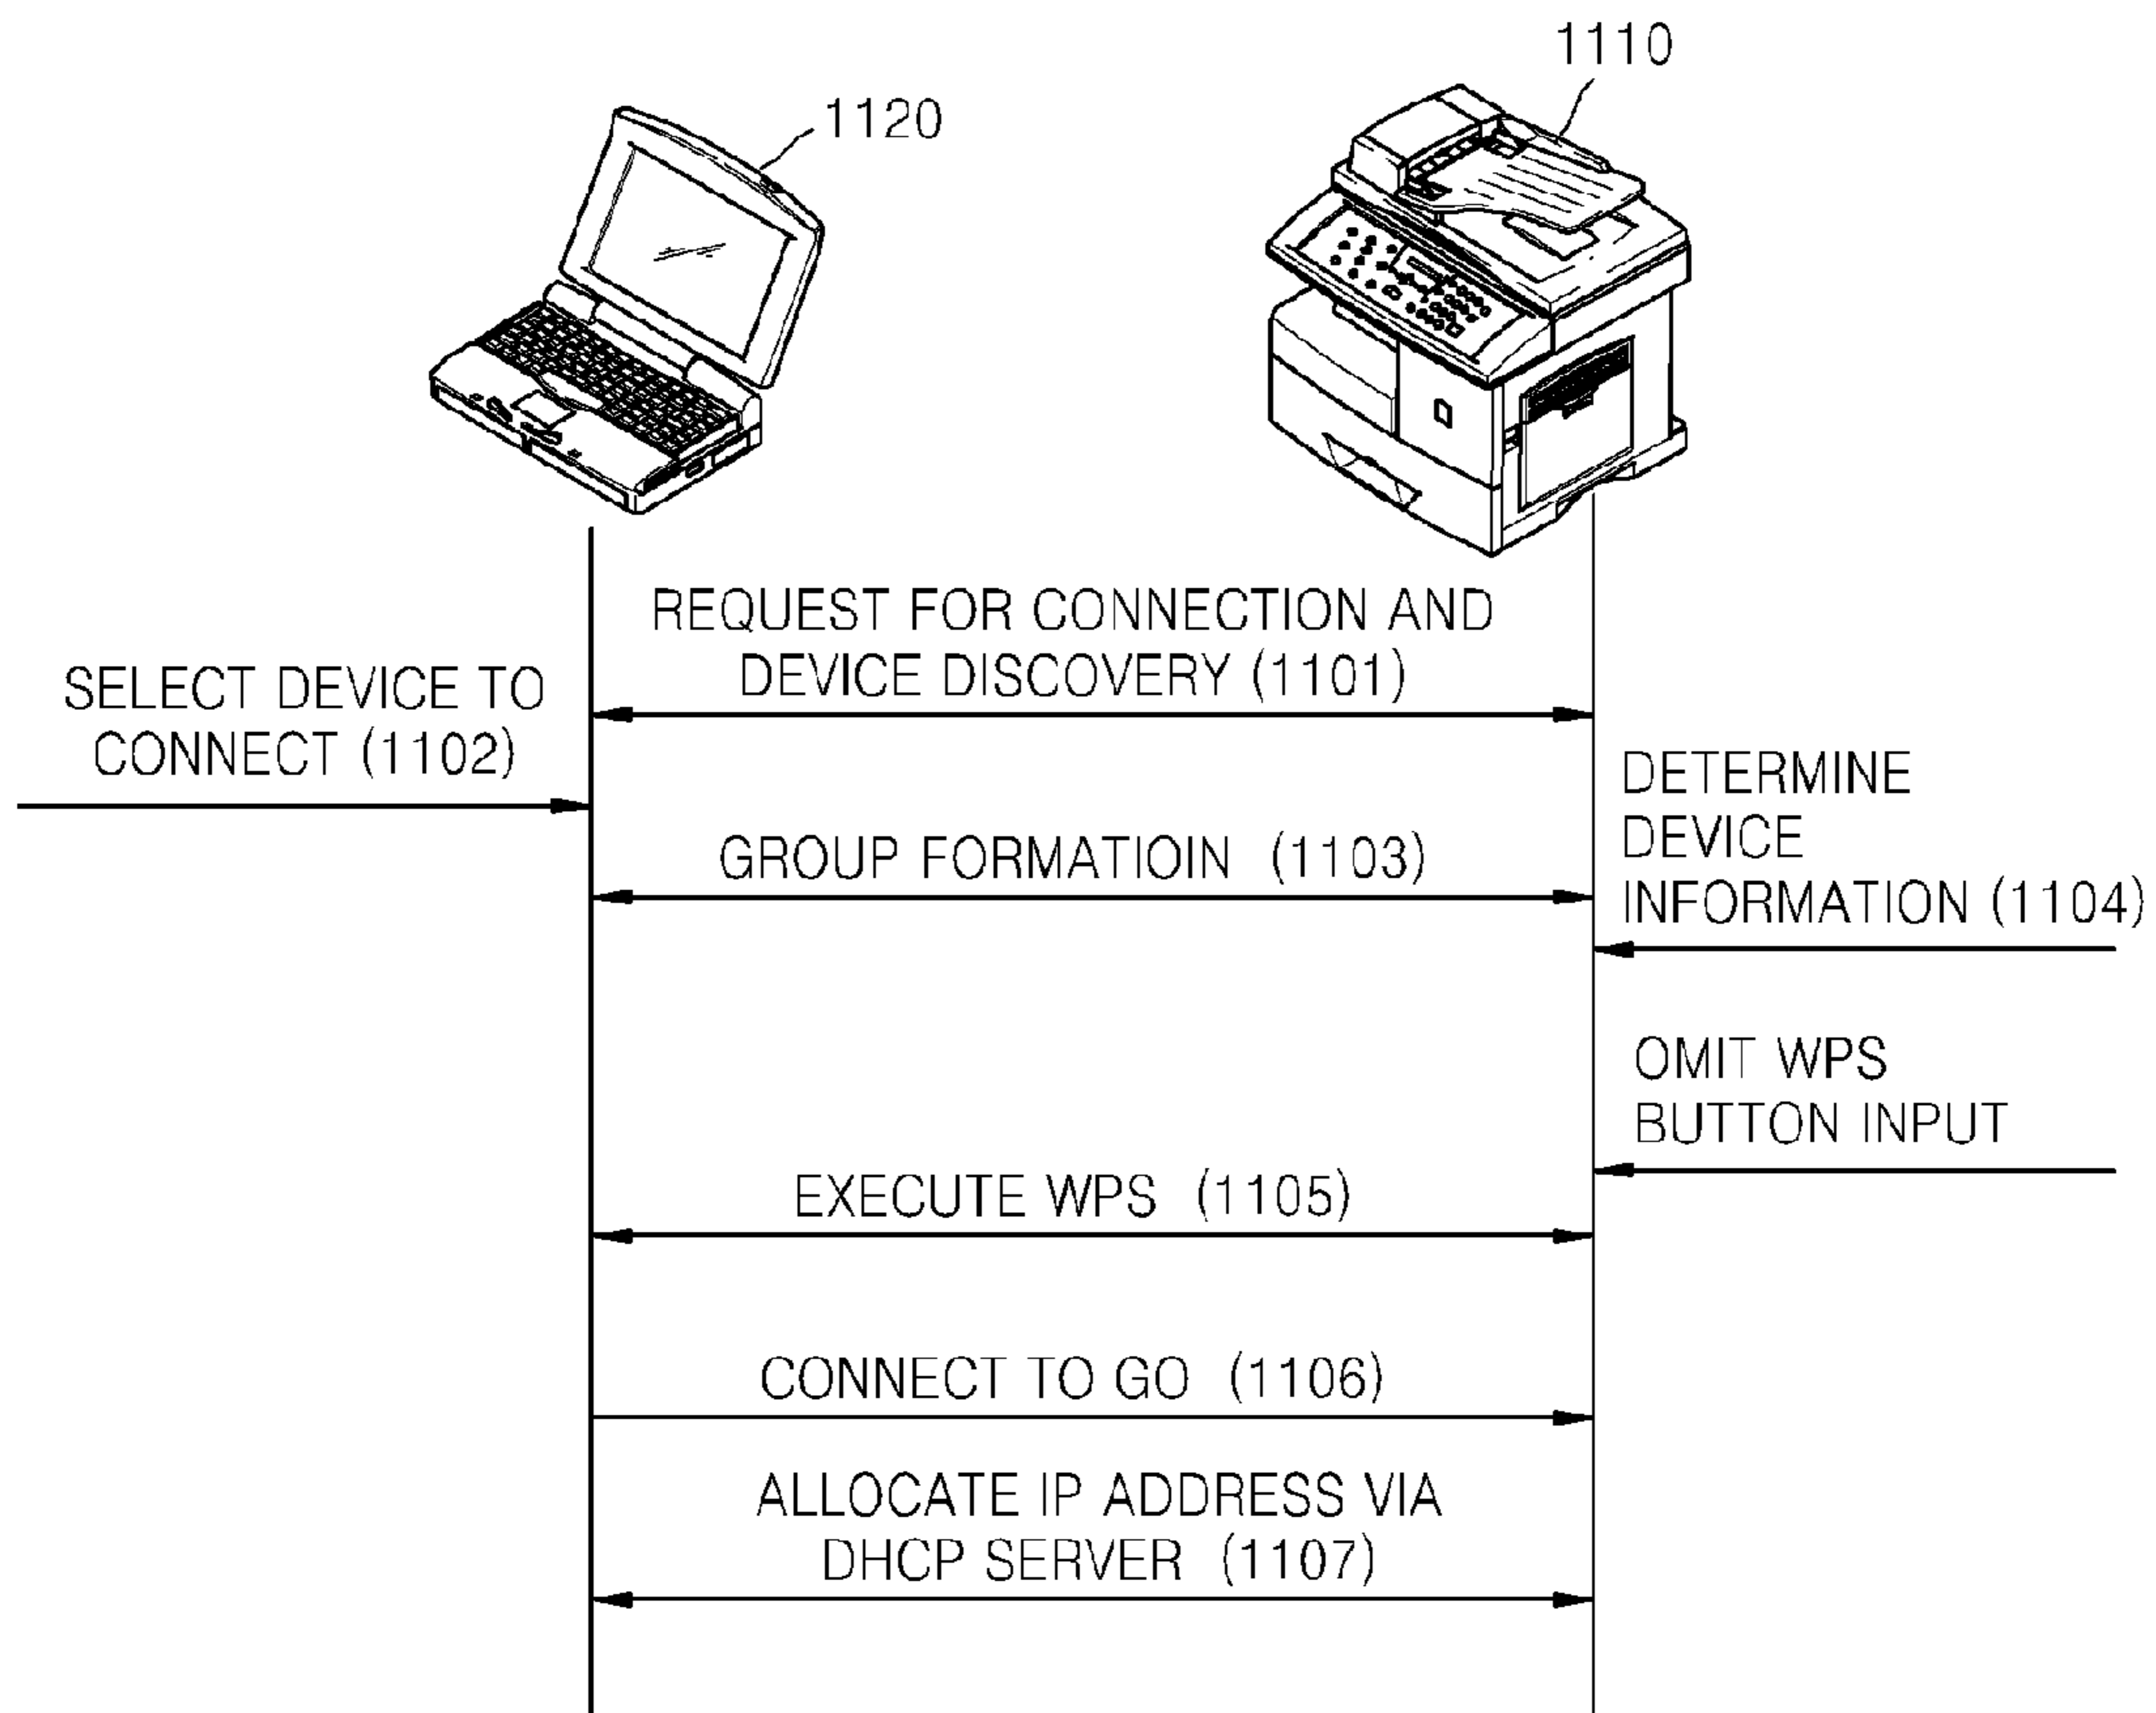 1110
1120
REQUEST FOR CONNECTION AND
DEVICE DISCOVERY (1101)
SELECT DEVICE TO
CONNECT (1102)
GROUP FORMATIOIN (1103)
DETERMINE
DEVICE
INFORMATION (1104)
OMIT WPS
BUTTON INPUT
EXECUTE WPS (1105)
CONNECT TO GO (1106)
ALLOCATE IP ADDRESS VIA
DHCP SERVER (1107)